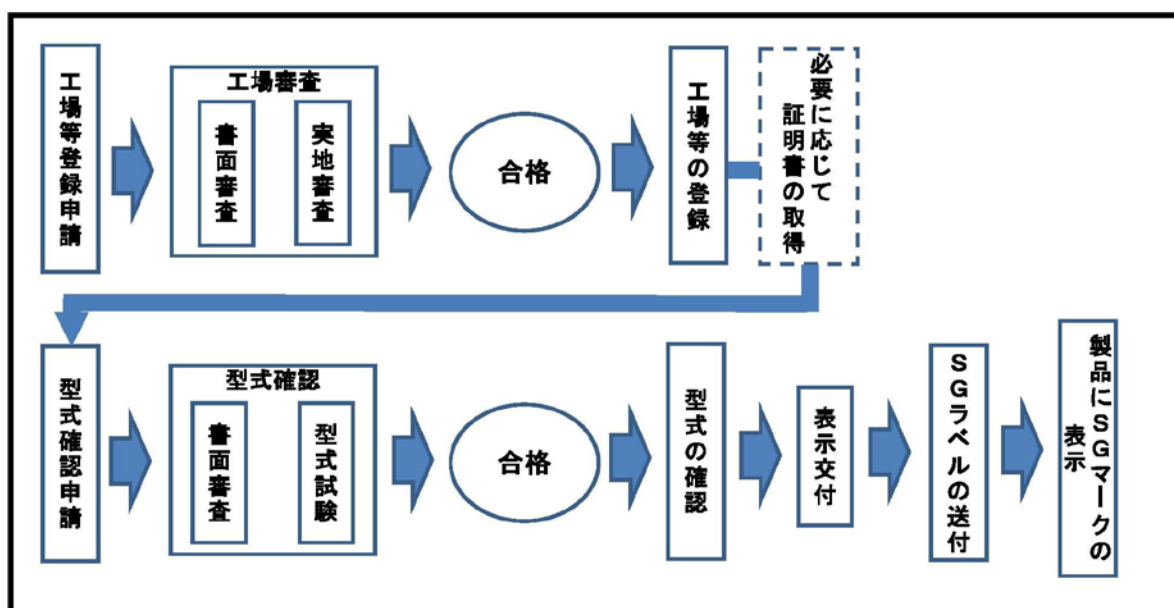 工場等登録申請
工場審査
書面審査
実地審査
合格
工場等の登録
必要に応じて
証明書の取得
型式確認申請
型式確認
書面審査
型式試験
合格
型式の確認
表示交付
SGラベルの送付
製品にSGマークの
表示